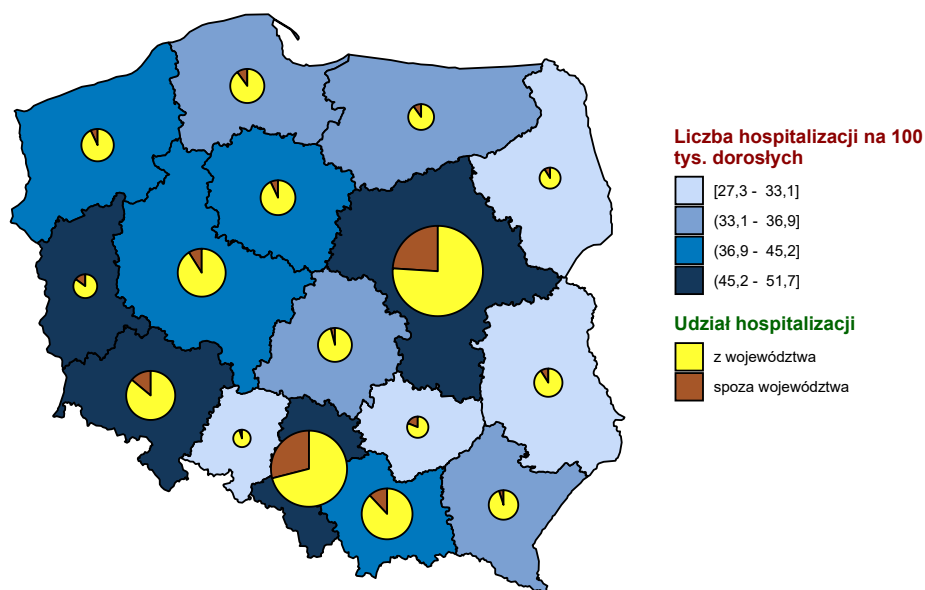 Liczba hospitalizacji na 100
tys. dorosłych
[27,3 - 33,1]
(33,1 - 36,9]
(36,9 - 45,2]
(45,2 - 51,7]
Udział hospitalizacji
z województwa
spoza województwa